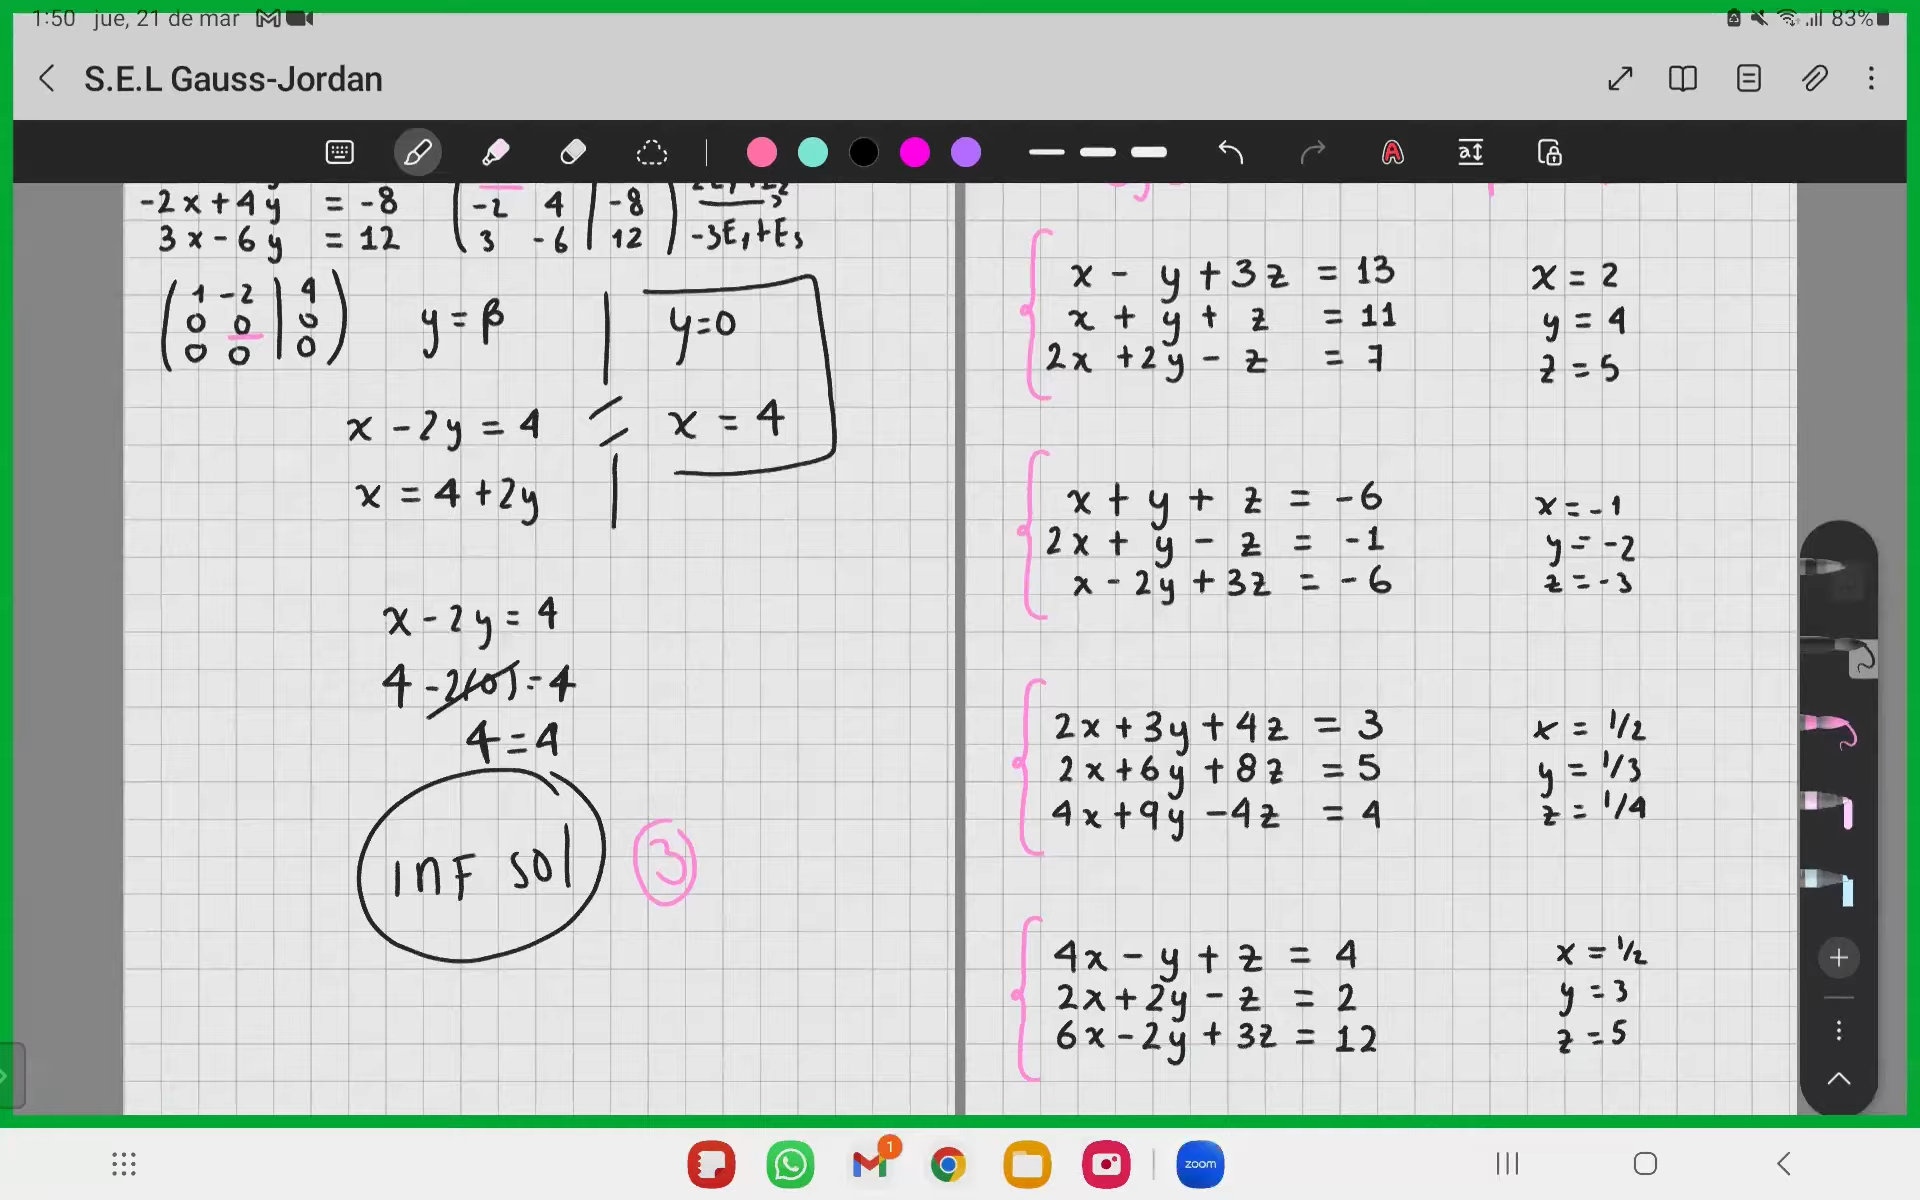 1:50 jue, 21 de mar 83%
S.E.L Gauss-Jordan
-2x+4y = -8
3x-6y = 12
-2 4 | -8
3 -6 | 12
-3E₁+E₃
1 -2 | 4
0 0 | 0
0 0 | 0
y = β
y=0
x - 2y = 4
x = 4
x = 4 + 2y
x - 2y = 4
4 - 2(0) = 4
4 = 4
INF sol
3
x - y + 3z = 13
x + y + z = 11
2x + 2y - z = 7
x = 2
y = 4
z = 5
x + y + z = -6
2x + y - z = -1
x - 2y + 3z = -6
x = -1
y = -2
z = -3
2x + 3y + 4z = 3
2x + 6y + 8z = 5
4x + 9y - 4z = 4
x = 1/2
y = 1/3
z = 1/4
4x - y + z = 4
2x + 2y - z = 2
6x - 2y + 3z = 12
x = 1/2
y = 3
z = 5
1
zoom